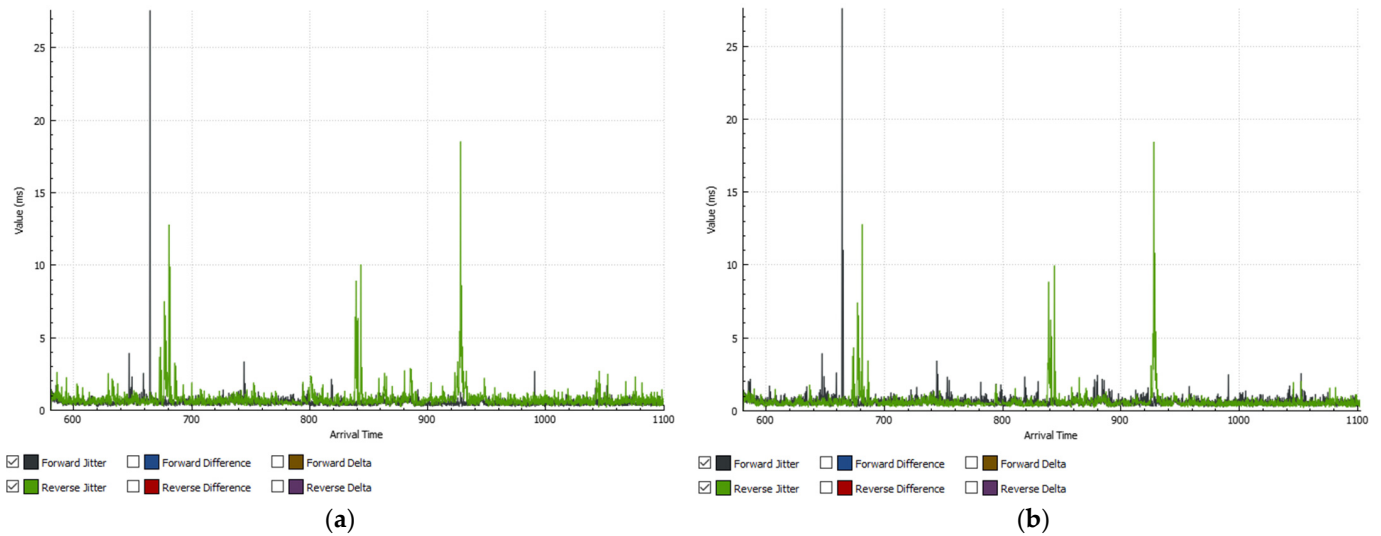 25
20
15
10
5
0
Value (ms)
600 700 800 900 1000 1100
Arrival Time
Forward Jitter Forward Difference Forward Delta
Reverse Jitter Reverse Difference Reverse Delta
(a)
25
20
15
10
5
0
Value (ms)
600 700 800 900 1000 1100
Arrival Time
Forward Jitter Forward Difference Forward Delta
Reverse Jitter Reverse Difference Reverse Delta
(b)